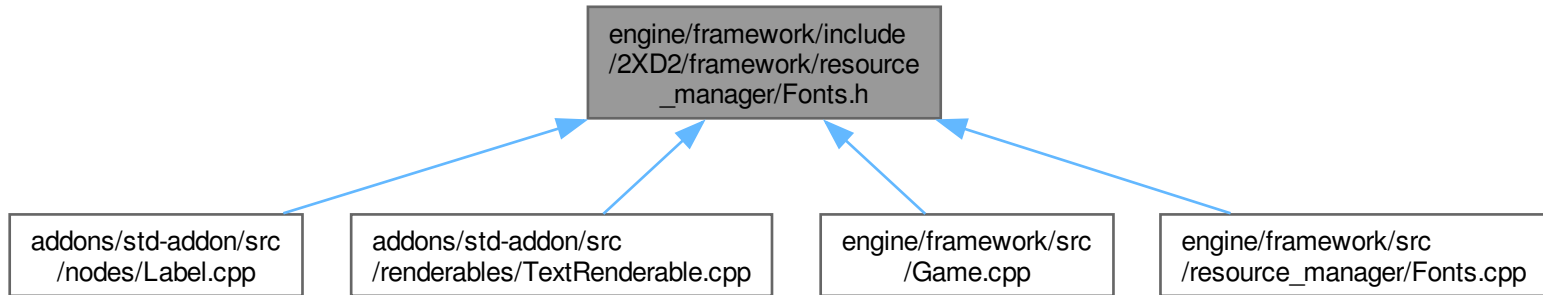 engine/framework/include
/2XD2/framework/resource
_manager/Fonts.h
addons/std-addon/src
/nodes/Label.cpp
addons/std-addon/src
/renderables/TextRenderable.cpp
engine/framework/src
/Game.cpp
engine/framework/src
/resource_manager/Fonts.cpp